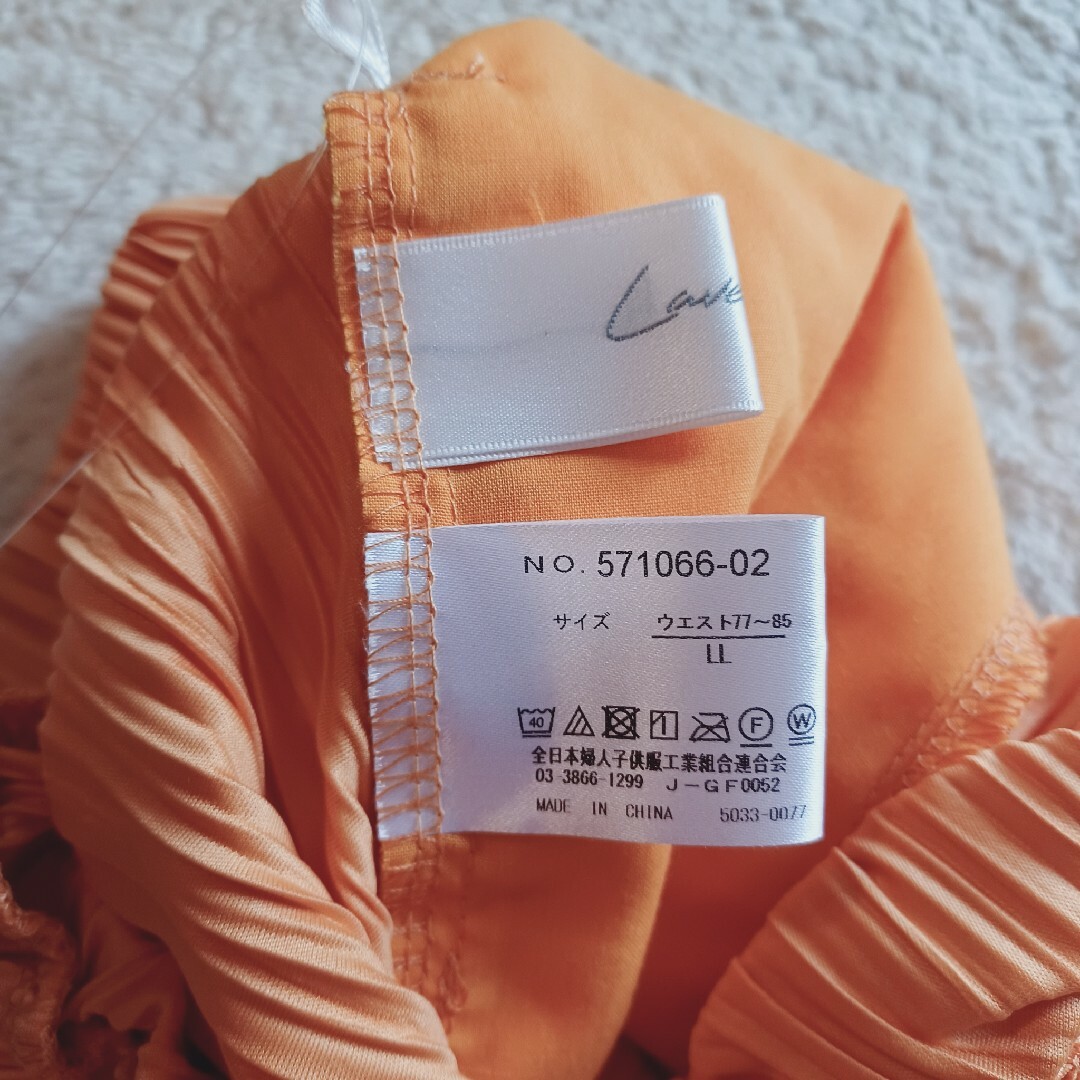 NO. 571066-02
サイズ ウエスト77～85
LL
40 F W
全日本婦人子供服工業組合連合会
03-3866-1299 J-GF0052
MADE IN CHINA 5033-0077